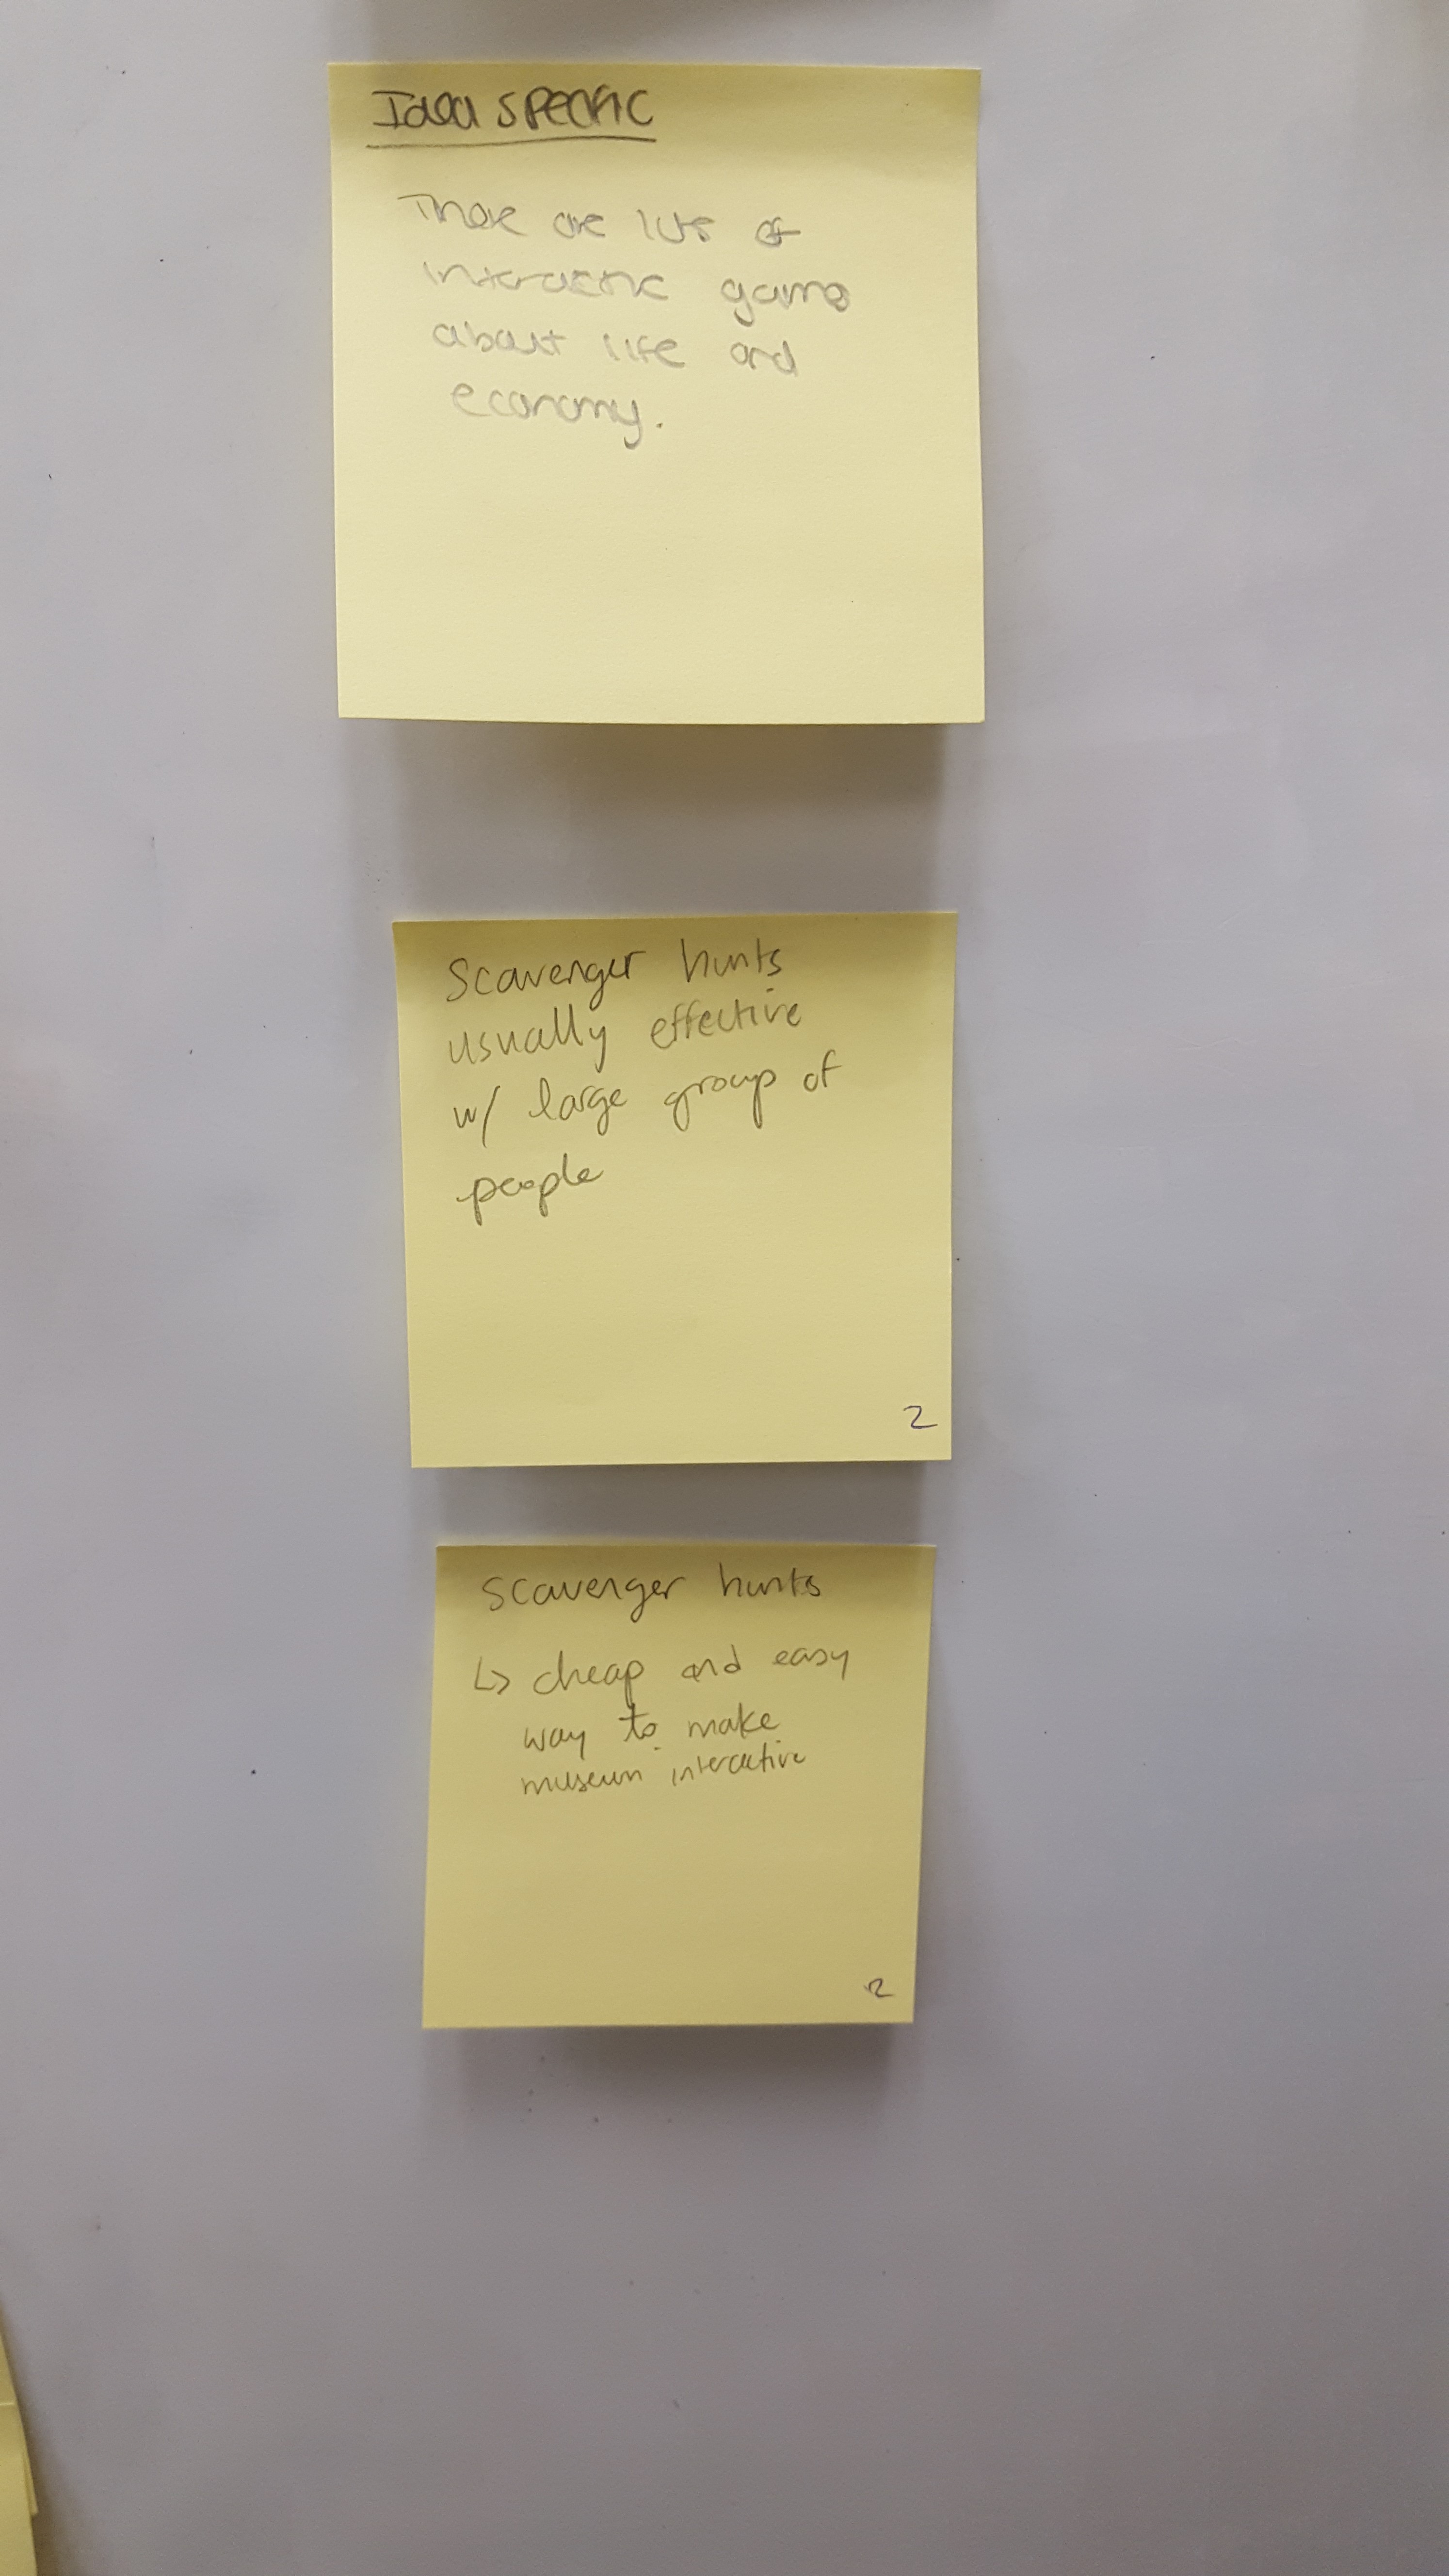 Idea specific
There are lots of
interactive games
about life and
economy.
Scavenger hunts
usually effective
w/ large group of
people
2
scavenger hunts
↳ cheap and easy
way to make
museum interactive
2